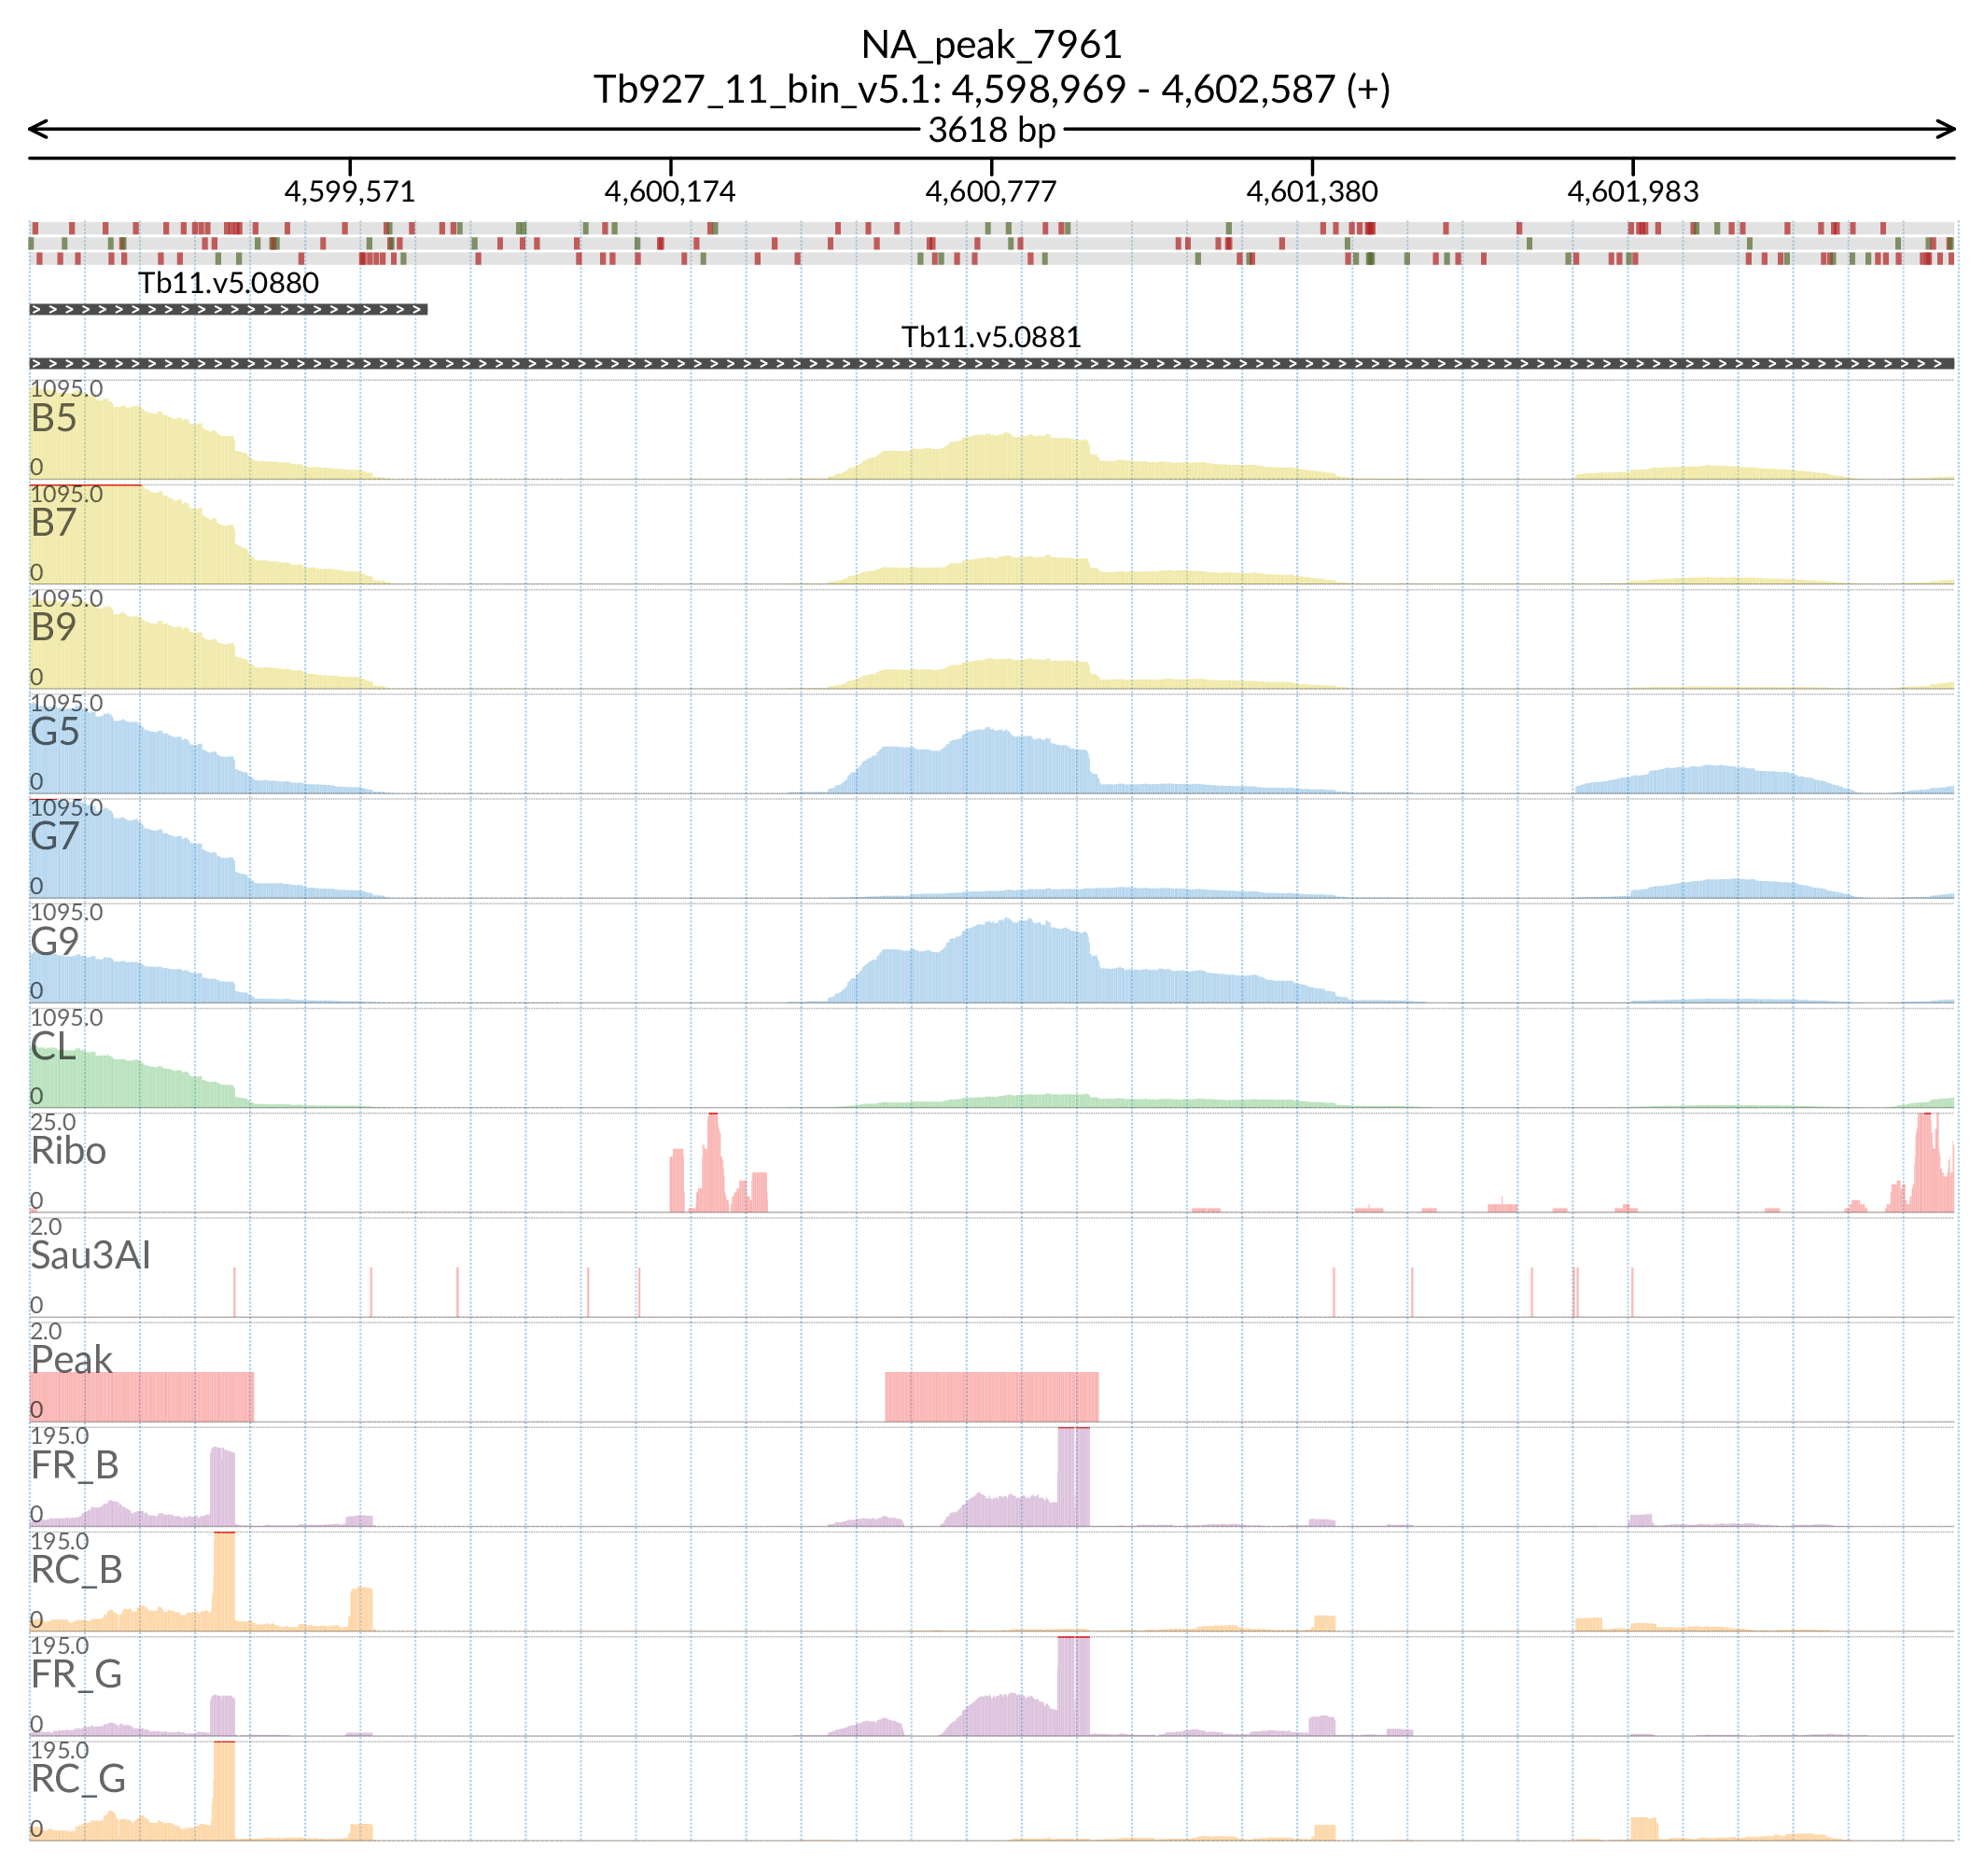 NA_peak_7961
Tb927_11_bin_v5.1: 4,598,969 - 4,602,587 (+)
3618 bp
4,599,571 4,600,174 4,600,777 4,601,380 4,601,983
Tb11.v5.0880
Tb11.v5.0881
1095.0
B5
0
1095.0
B7
0
1095.0
B9
0
1095.0
G5
0
1095.0
G7
0
1095.0
G9
0
1095.0
CL
0
25.0
Ribo
0
2.0
Sau3AI
0
2.0
Peak
0
195.0
FR_B
0
195.0
RC_B
0
195.0
FR_G
0
195.0
RC_G
0